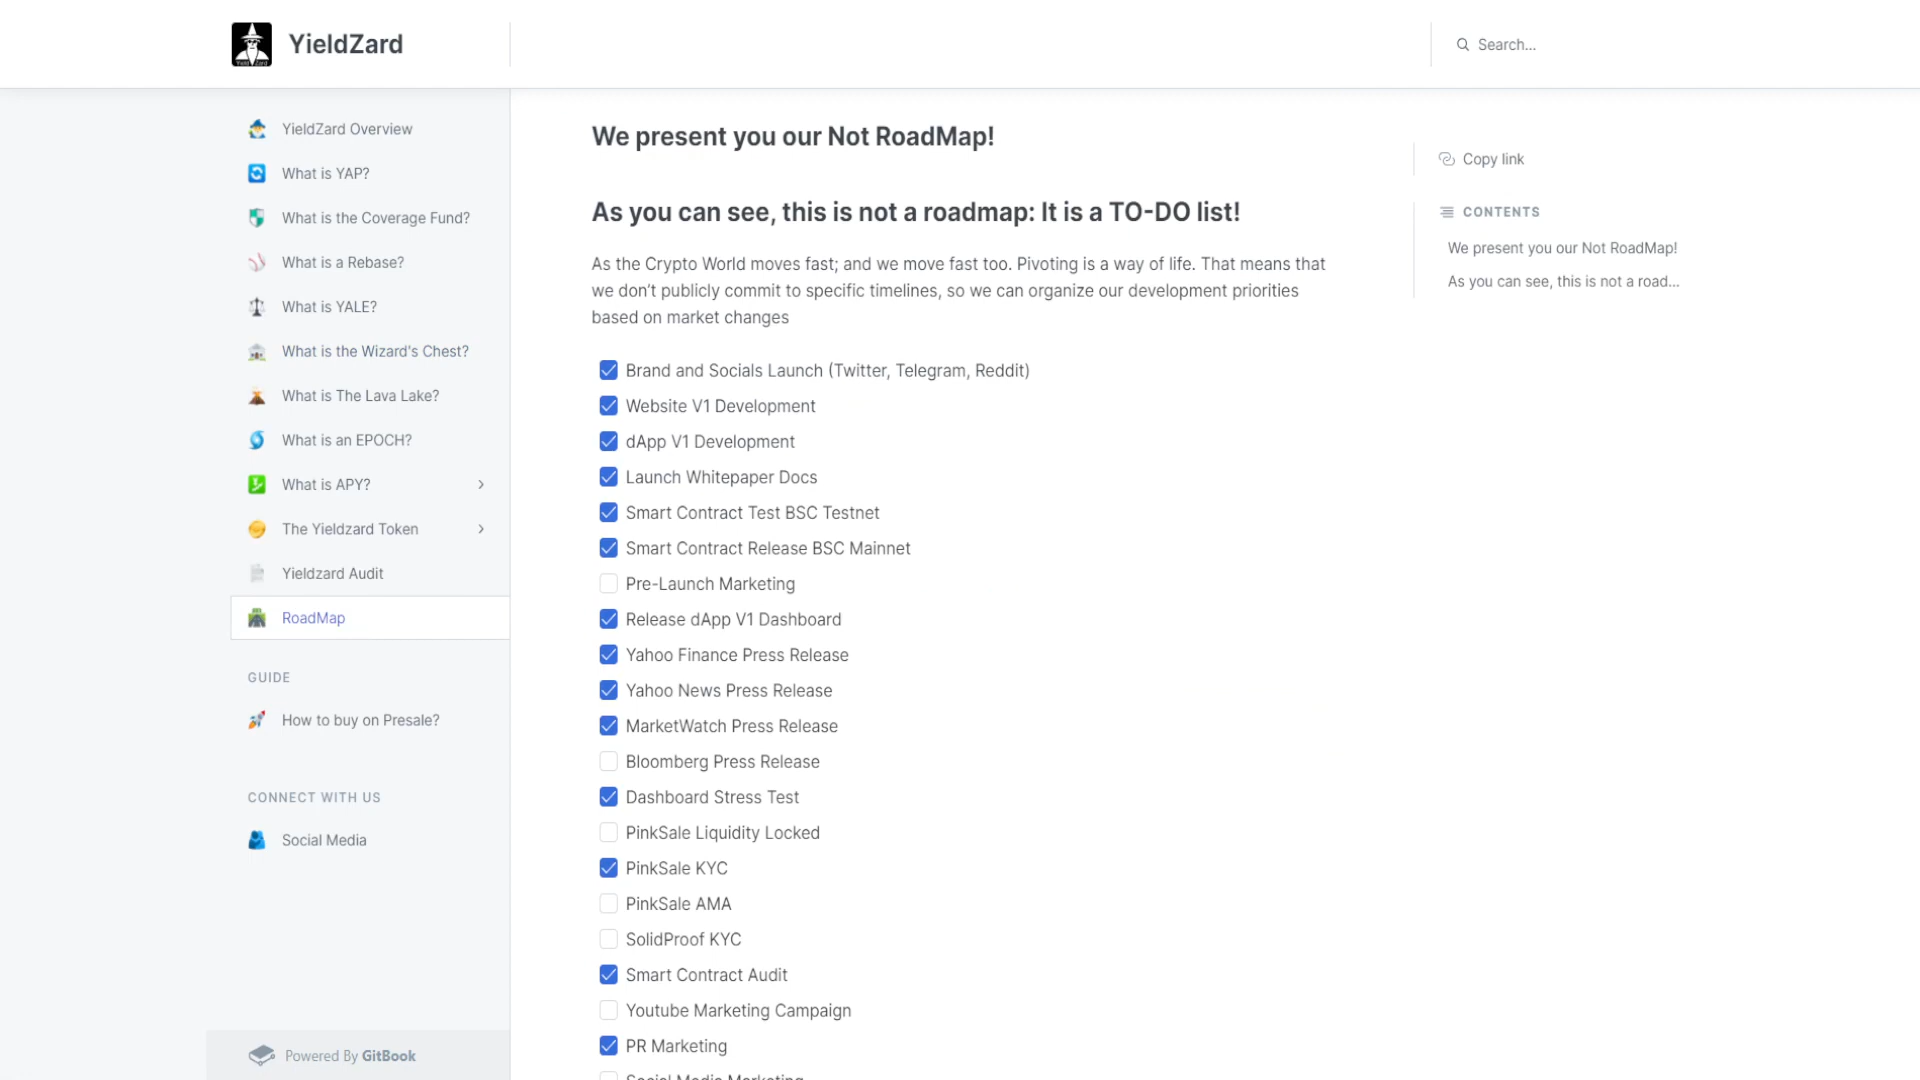 YieldZard
Search...
YieldZard Overview
What is YAP?
What is the Coverage Fund?
What is a Rebase?
What is YALE?
What is the Wizard's Chest?
What is The Lava Lake?
What is an EPOCH?
What is APY?
The Yieldzard Token
Yieldzard Audit
RoadMap
GUIDE
How to buy on Presale?
CONNECT WITH US
Social Media
Powered By GitBook
We present you our Not RoadMap!
As you can see, this is not a roadmap: It is a TO-DO list!
As the Crypto World moves fast; and we move fast too. Pivoting is a way of life. That means that
we don’t publicly commit to specific timelines, so we can organize our development priorities
based on market changes
Brand and Socials Launch (Twitter, Telegram, Reddit)
Website V1 Development
dApp V1 Development
Launch Whitepaper Docs
Smart Contract Test BSC Testnet
Smart Contract Release BSC Mainnet
Pre-Launch Marketing
Release dApp V1 Dashboard
Yahoo Finance Press Release
Yahoo News Press Release
MarketWatch Press Release
Bloomberg Press Release
Dashboard Stress Test
PinkSale Liquidity Locked
PinkSale KYC
PinkSale AMA
SolidProof KYC
Smart Contract Audit
Youtube Marketing Campaign
PR Marketing
Social Media Marketing
Copy link
CONTENTS
We present you our Not RoadMap!
As you can see, this is not a road...